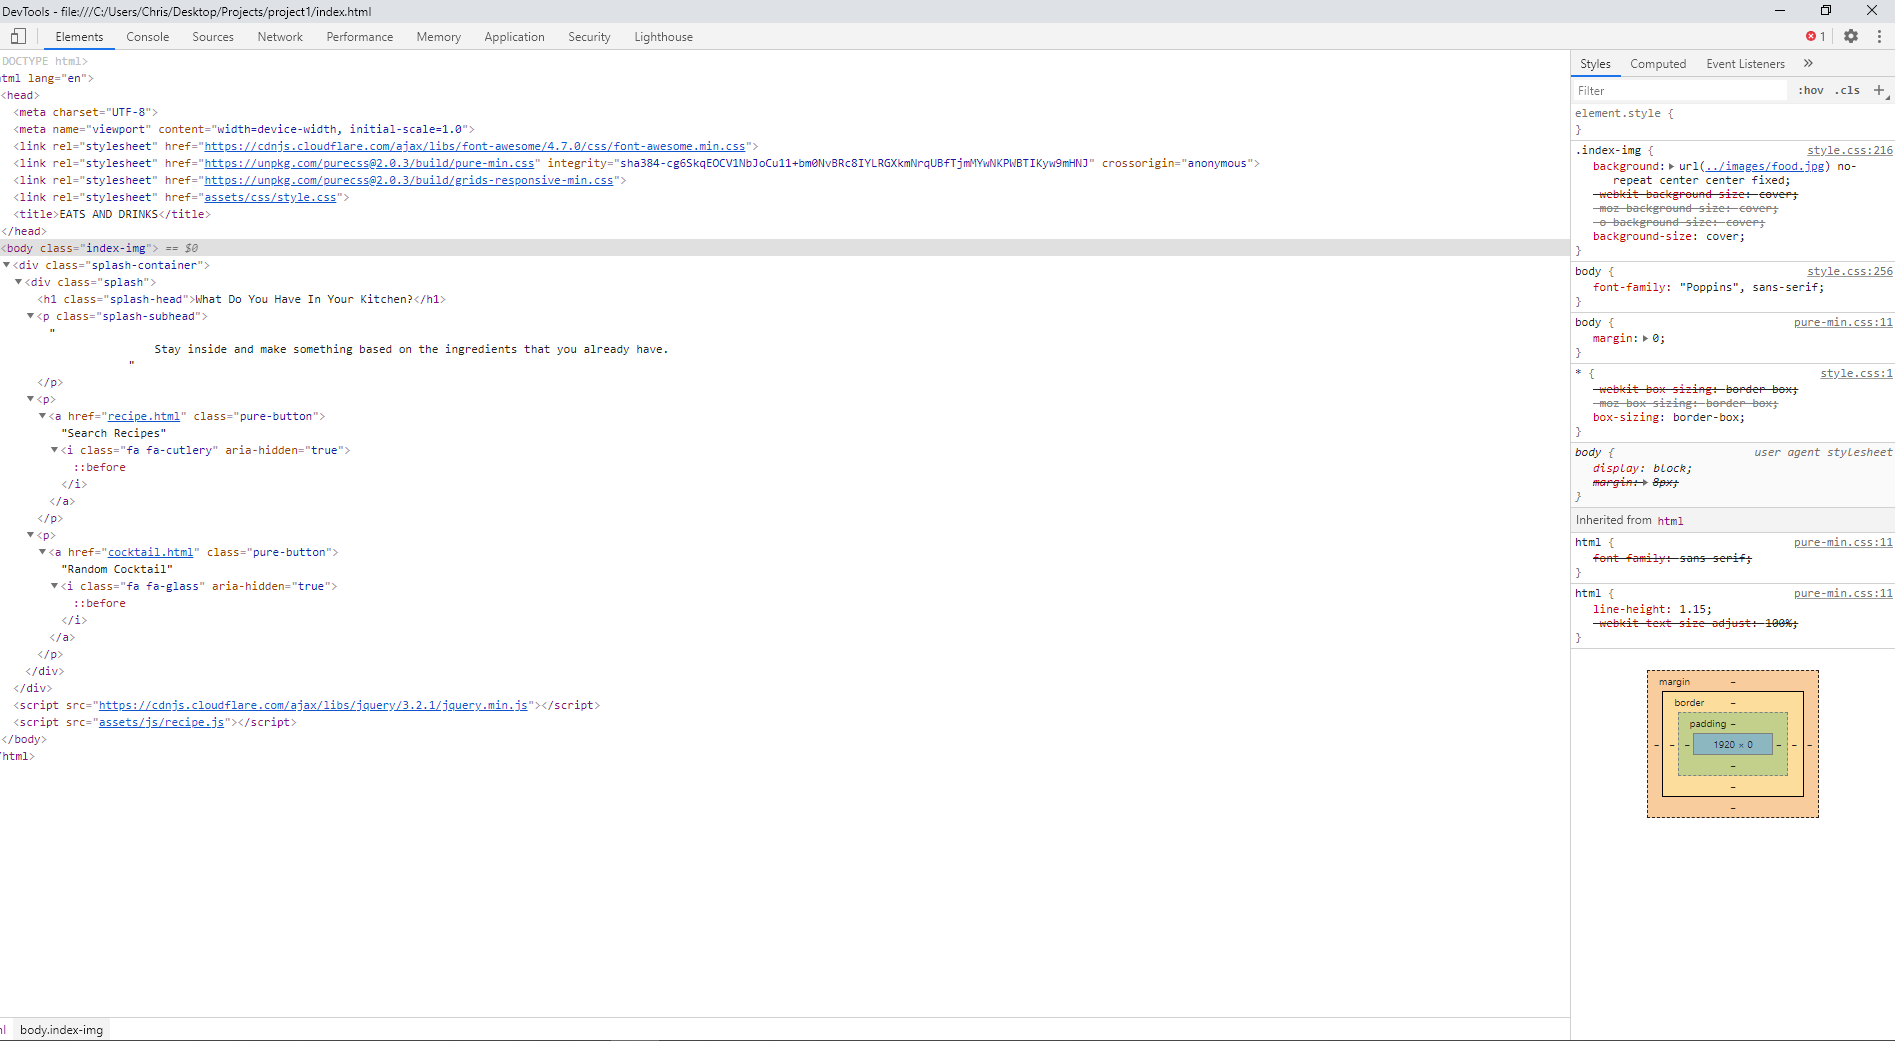 DevTools - file:///C:/Users/Chris/Desktop/Projects/project1/index.html
Elements Console Sources Network Performance Memory Application Security Lighthouse 1
DOCTYPE html>
tml lang="en">
<head>
<meta charset="UTF-8">
<meta name="viewport" content="width=device-width, initial-scale=1.0">
<link rel="stylesheet" href="https://cdnjs.cloudflare.com/ajax/libs/font-awesome/4.7.0/css/font-awesome.min.css">
<link rel="stylesheet" href="https://unpkg.com/purecss@2.0.3/build/pure-min.css" integrity="sha384-cg6SkqEOCV1NbJoCu11+bm0NvBRc8IYLRGXkmNrqUBfTjmMYwNKPWBTIKyw9mHNJ" crossorigin="anonymous">
<link rel="stylesheet" href="https://unpkg.com/purecss@2.0.3/build/grids-responsive-min.css">
<link rel="stylesheet" href="assets/css/style.css">
<title>EATS AND DRINKS</title>
</head>
<body class="index-img"> == $0
<div class="splash-container">
<div class="splash">
<h1 class="splash-head">What Do You Have In Your Kitchen?</h1>
<p class="splash-subhead">
"
Stay inside and make something based on the ingredients that you already have.
"
</p>
<p>
<a href="recipe.html" class="pure-button">
"Search Recipes"
<i class="fa fa-cutlery" aria-hidden="true">
::before
</i>
</a>
</p>
<p>
<a href="cocktail.html" class="pure-button">
"Random Cocktail"
<i class="fa fa-glass" aria-hidden="true">
::before
</i>
</a>
</p>
</div>
</div>
<script src="https://cdnjs.cloudflare.com/ajax/libs/jquery/3.2.1/jquery.min.js"></script>
<script src="assets/js/recipe.js"></script>
</body>
/html>
ml body.index-img
Styles Computed Event Listeners »
Filter :hov .cls +
element.style {
}
.index-img { style.css:216
background: url(../images/food.jpg) no-
repeat center center fixed;
-webkit-background-size: cover;
-moz-background-size: cover;
-o-background-size: cover;
background-size: cover;
}
body { style.css:256
font-family: "Poppins", sans-serif;
}
body { pure-min.css:11
margin: 0;
}
* { style.css:1
-webkit-box-sizing: border-box;
-moz-box-sizing: border-box;
box-sizing: border-box;
}
body { user agent stylesheet
display: block;
margin: 8px;
}
Inherited from html
html { pure-min.css:11
font-family: sans-serif;
}
html { pure-min.css:11
line-height: 1.15;
-webkit-text-size-adjust: 100%;
}
margin –
border –
padding –
– – – 1920 × 0 – – –
–
–
–